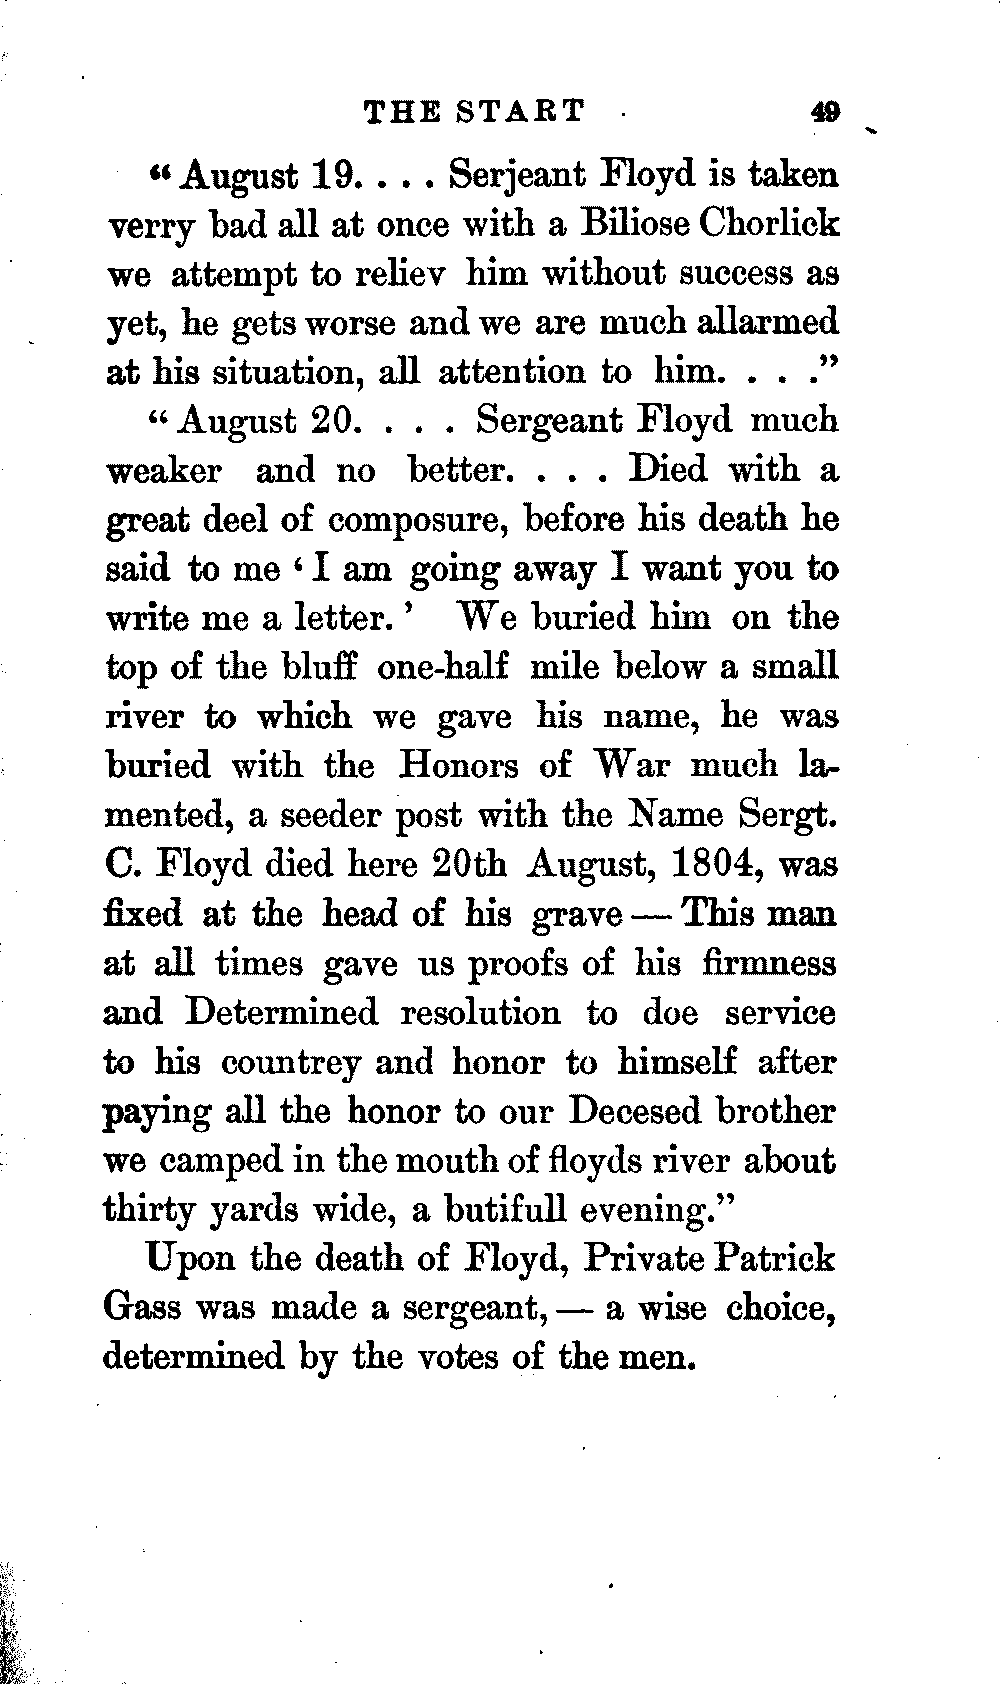 THE START 49
“August 19. . . . Serjeant Floyd is taken
verry bad all at once with a Biliose Chorlick
we attempt to reliev him without success as
yet, he gets worse and we are much allarmed
at his situation, all attention to him. . . .”
“August 20. . . . Sergeant Floyd much
weaker and no better. . . . Died with a
great deel of composure, before his death he
said to me ‘I am going away I want you to
write me a letter.’ We buried him on the
top of the bluff one-half mile below a small
river to which we gave his name, he was
buried with the Honors of War much la-
mented, a seeder post with the Name Sergt.
C. Floyd died here 20th August, 1804, was
fixed at the head of his grave — This man
at all times gave us proofs of his firmness
and Determined resolution to doe service
to his countrey and honor to himself after
paying all the honor to our Decesed brother
we camped in the mouth of floyds river about
thirty yards wide, a butifull evening.”
Upon the death of Floyd, Private Patrick
Gass was made a sergeant, — a wise choice,
determined by the votes of the men.